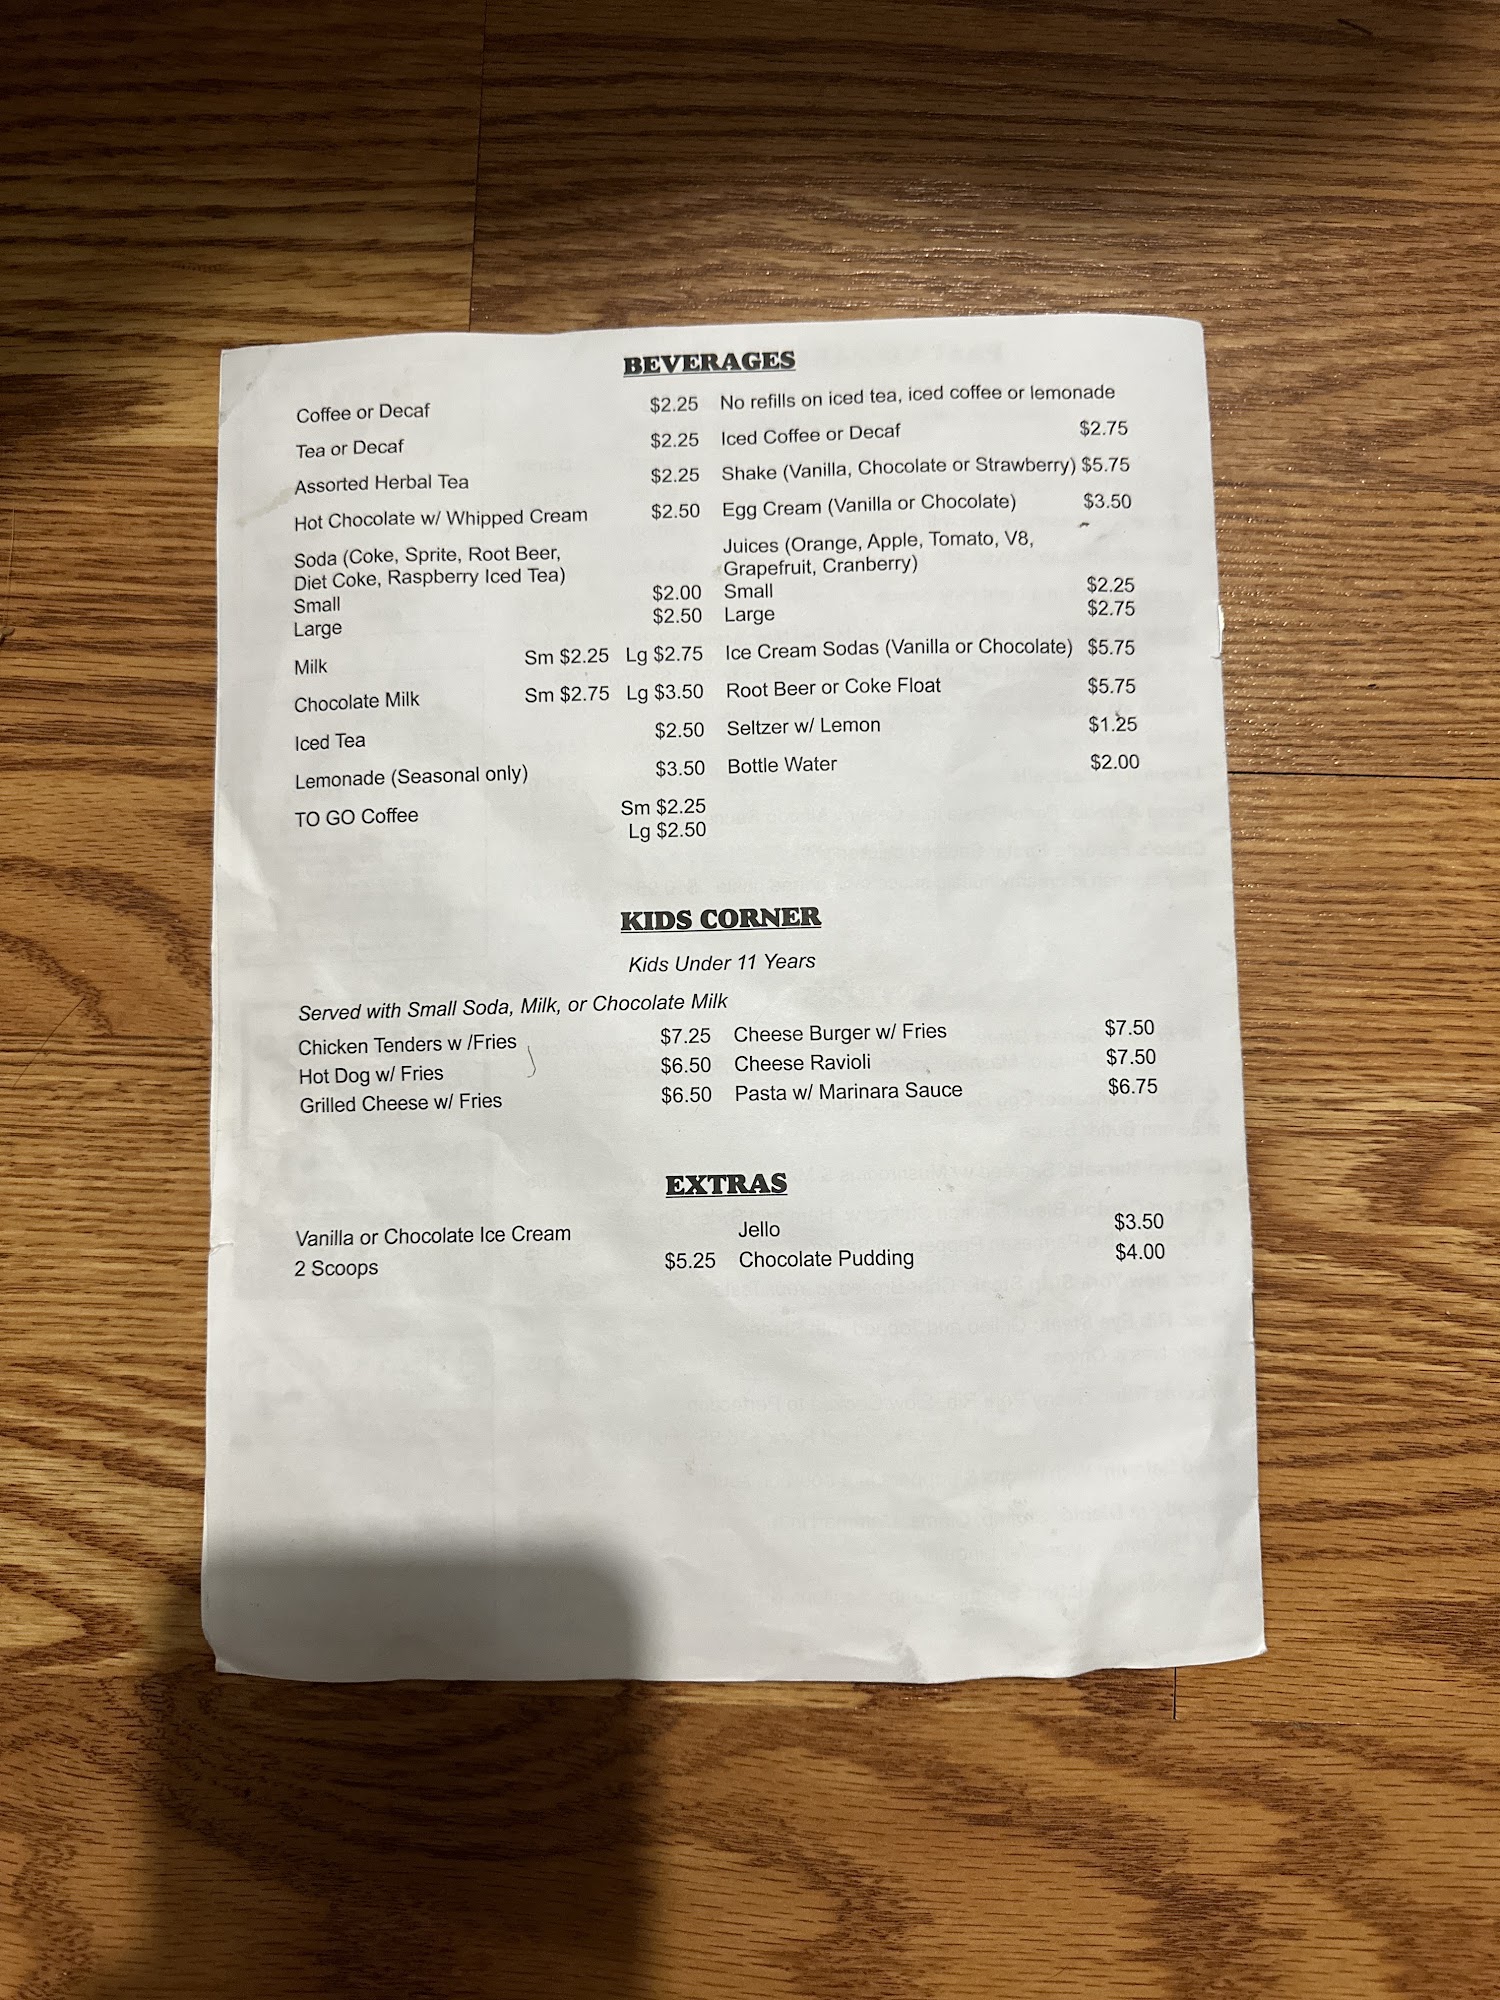 BEVERAGES
Coffee or Decaf $2.25
Tea or Decaf $2.25
Assorted Herbal Tea $2.25
Hot Chocolate w/ Whipped Cream $2.50
Soda (Coke, Sprite, Root Beer,
Diet Coke, Raspberry Iced Tea)
Small $2.00
Large $2.50
Milk Sm $2.25 Lg $2.75
Chocolate Milk Sm $2.75 Lg $3.50
Iced Tea $2.50
Lemonade (Seasonal only) $3.50
TO GO Coffee Sm $2.25
Lg $2.50
No refills on iced tea, iced coffee or lemonade
Iced Coffee or Decaf $2.75
Shake (Vanilla, Chocolate or Strawberry) $5.75
Egg Cream (Vanilla or Chocolate) $3.50
Juices (Orange, Apple, Tomato, V8,
Grapefruit, Cranberry)
Small $2.25
Large $2.75
Ice Cream Sodas (Vanilla or Chocolate) $5.75
Root Beer or Coke Float $5.75
Seltzer w/ Lemon $1.25
Bottle Water $2.00
KIDS CORNER
Kids Under 11 Years
Served with Small Soda, Milk, or Chocolate Milk
Chicken Tenders w /Fries $7.25
Hot Dog w/ Fries $6.50
Grilled Cheese w/ Fries $6.50
Cheese Burger w/ Fries $7.50
Cheese Ravioli $7.50
Pasta w/ Marinara Sauce $6.75
EXTRAS
Vanilla or Chocolate Ice Cream
2 Scoops $5.25
Jello $3.50
Chocolate Pudding $4.00